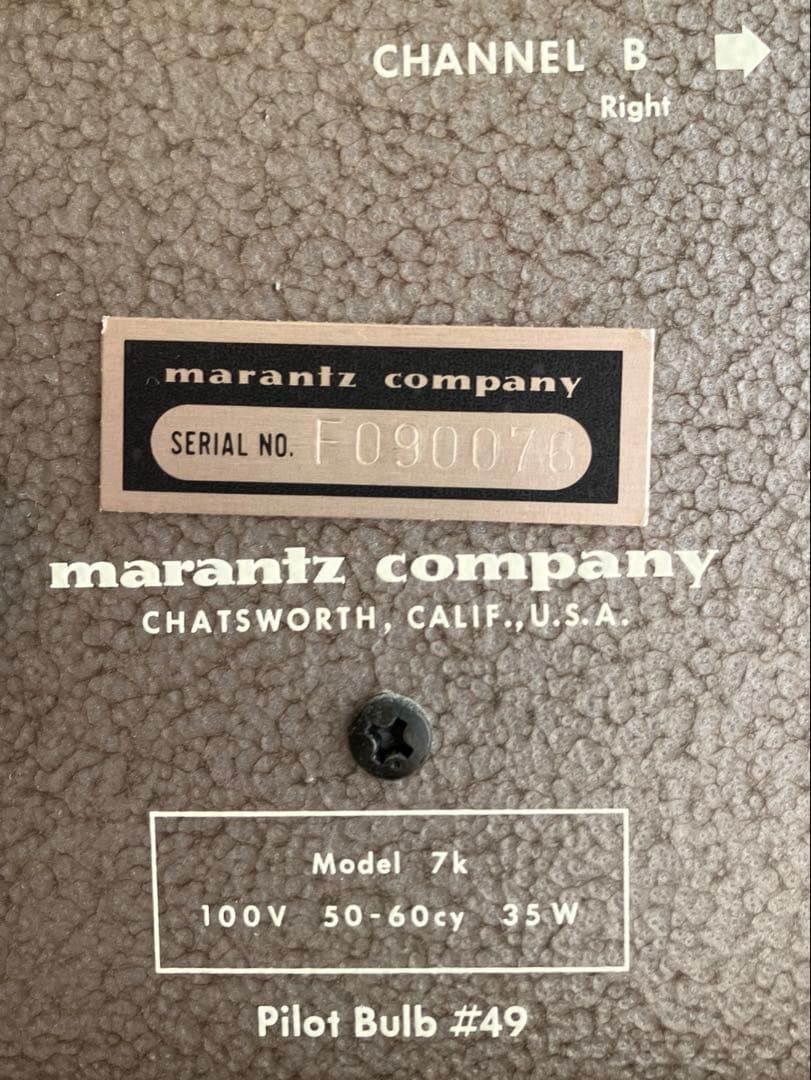 CHANNEL B
Right
marantz company
SERIAL NO. F090076
marantz company
CHATSWORTH, CALIF., U.S.A.
Model 7k
100V 50-60cy 35W
Pilot Bulb #49